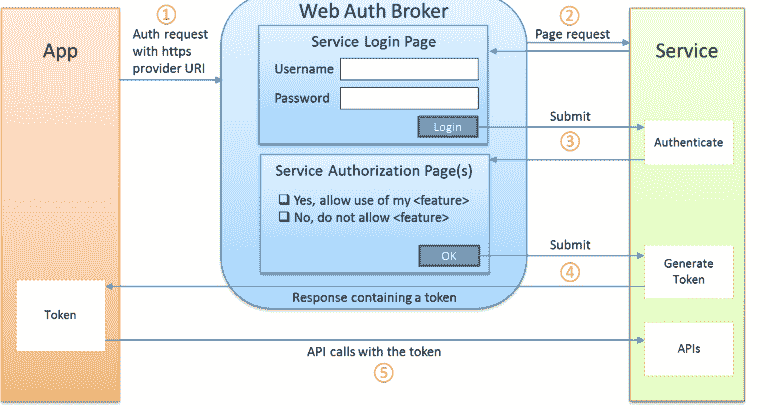 ①
App
Auth request
with https
provider URI
Web Auth Broker
Service Login Page
Username
Password
Login
②
Page request
Service
Submit
③
Authenticate
Service Authorization Page(s)
Yes, allow use of my <feature>
No, do not allow <feature>
OK
Submit
④
Generate
Token
Response containing a token
Token
API calls with the token
⑤
APIs